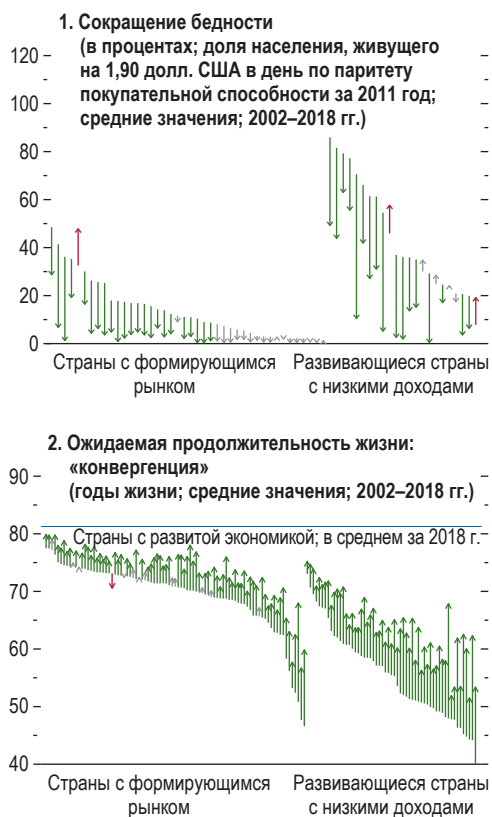 1. Сокращение бедности
(в процентах; доля населения, живущего
на 1,90 долл. США в день по паритету
покупательной способности за 2011 год;
средние значения; 2002–2018 гг.)
120
100
80
60
40
20
0
Страны с формирующимся
рынком
Развивающиеся страны
с низкими доходами
2. Ожидаемая продолжительность жизни:
«конвергенция»
(годы жизни; средние значения; 2002–2018 гг.)
90
80
Страны с развитой экономикой; в среднем за 2018 г.
70
60
50
40
Страны с формирующимся
рынком
Развивающиеся страны
с низкими доходами